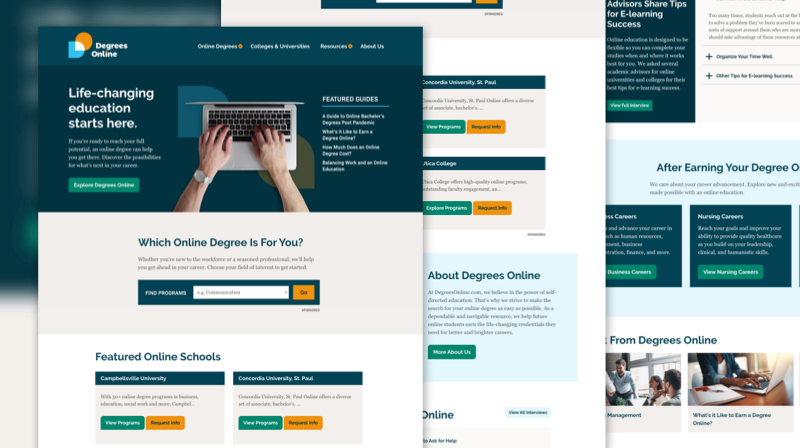 Degrees
Online
Online Degrees
Colleges & Universities
Resources
About Us
Life-changing
education
starts here.
If you're ready to reach your full
potential, an online degree can help
you get there. Discover the possibilities
for what's next in your career.
Explore Degrees Online
FEATURED GUIDES
A Guide to Online Bachelor's
Degrees Post Pandemic
What's it Like to Earn a
Degree Online?
How Much Does an Online
Degree Cost?
Balancing Work and an Online
Education
Which Online Degree Is For You?
Whether you're new to the workforce or a seasoned professional, we'll help
you get ahead in your career. Choose your field of interest to get started.
FIND PROGRAMS
e.g. Communication
Go
SPONSORED
Featured Online Schools
Campbellsville University
With 50+ online-degree programs in business,
education, social work and more; Campbel...
View Programs
Request Info
Concordia University, St. Paul
Concordia University, St. Paul Online offers a diverse
set of associate, bachelor's, ...
View Programs
Request Info
SPONSORED
Concordia University, St. Paul
Concordia University, St. Paul Online offers a diverse
set of associate, bachelor's, ...
View Programs
Request Info
Utica College
Utica College offers high-quality online programs,
outstanding faculty engagement, an...
Explore Programs
Request Info
SPONSORED
About Degrees Online
At DegreesOnline.com, we believe in the power of self-
directed education. That's why we strive to make the
search for your online degree as easy as possible. As a
dependable and navigable resource, we help future
online students earn the life-changing credentials they
need for better and brighter careers.
More About Us
Online
View All Interviews
to Ask for Help
Advisors Share Tips
for E-learning
Success
Online education is designed to be
flexible so you can complete your
studies when and where it works
best for you. We asked several
academic advisors for online
universities and colleges for their
best tips for e-learning success.
View Full Interview
Too many times, students reach out at the
to solve a problem they've been scared to as
sorts of support around those who are more
should take advantage of these resources a
Organize Your Time Well
Other Tips for E-learning Success
After Earning Your Degree O
We care about your career advancement. Explore new and exci
made possible with an online education.
ess Careers
and advance your career in
ch as human resources,
ment, business
tration, finance, and more.
Business Careers
Nursing Careers
Reach your goals and improve your
ability to provide quality healthcare
as you build on your leadership,
clinical, and humanistic skills.
View Nursing Careers
t From Degrees Online
Management
What's it Like to Earn a Degree
Online?